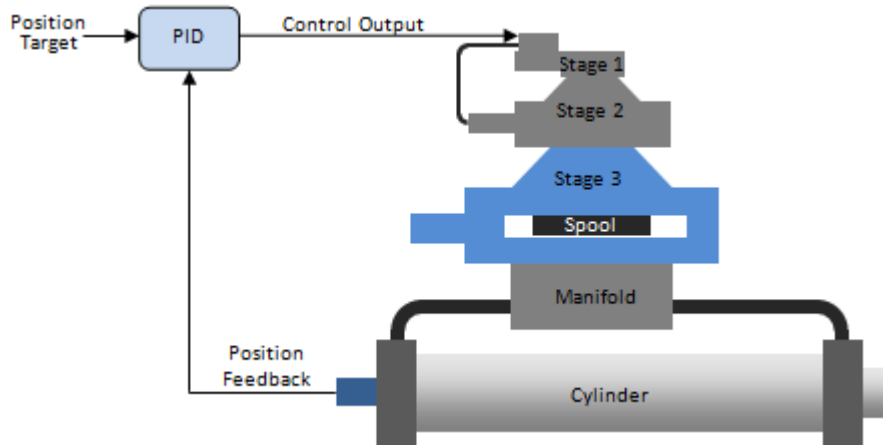 Position
Target
PID
Control Output
Stage 1
Stage 2
Stage 3
Spool
Manifold
Position
Feedback
Cylinder